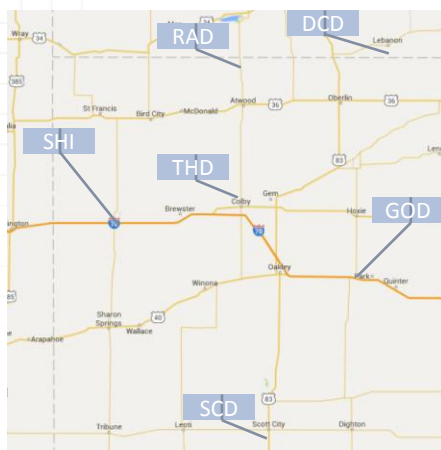 Wray
34
34
RAD
DCD
Lebanon
385
St Francis
Bird City
McDonald
Atwood
36
Oberlin
36
83
SHI
THD
Gem
Brewster
Colby
Hoxie
GOD
70
70
Oakley
Park
Quinter
Winona
40
Sharon
Springs
Wallace
Arapahoe
SCD
83
Tribune
Leoti
Scott City
Dighton